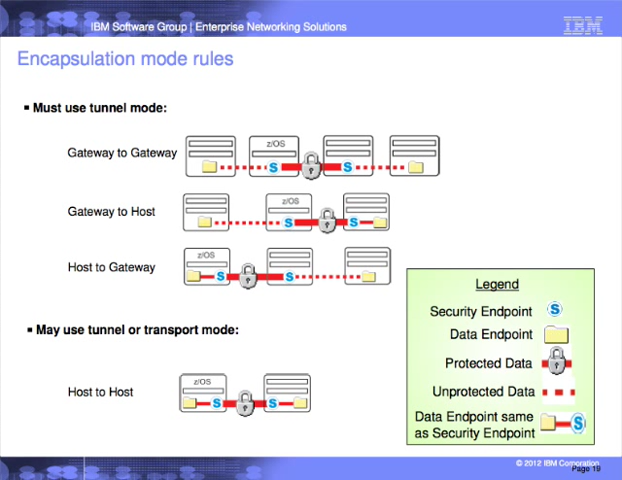 IBM Software Group | Enterprise Networking Solutions
IBM
Encapsulation mode rules
Must use tunnel mode:
Gateway to Gateway
z/OS
S
S
Gateway to Host
z/OS
S
S
Host to Gateway
z/OS
S
S
May use tunnel or transport mode:
Host to Host
z/OS
S
S
Legend
Security Endpoint
S
Data Endpoint
Protected Data
Unprotected Data
Data Endpoint same
as Security Endpoint
S
© 2012 IBM Corporation
Page 19